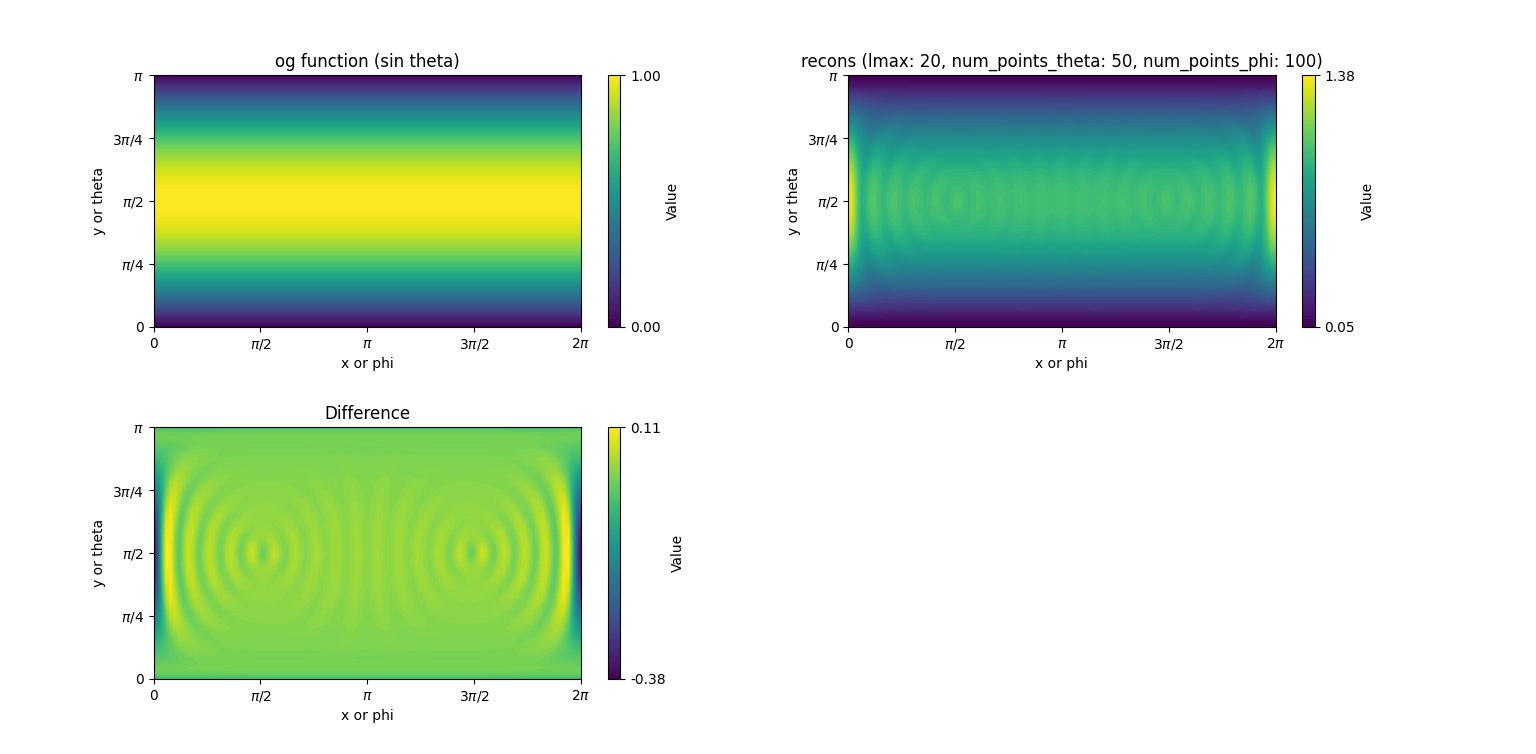 og function (sin theta)
π
3π/4
π/2
π/4
0
y or theta
0
π/2
π
3π/2
2π
x or phi
1.00
0.00
Value
recons (lmax: 20, num_points_theta: 50, num_points_phi: 100)
π
3π/4
π/2
π/4
0
y or theta
0
π/2
π
3π/2
2π
x or phi
1.38
0.05
Value
Difference
π
3π/4
π/2
π/4
0
y or theta
0
π/2
π
3π/2
2π
x or phi
0.11
-0.38
Value